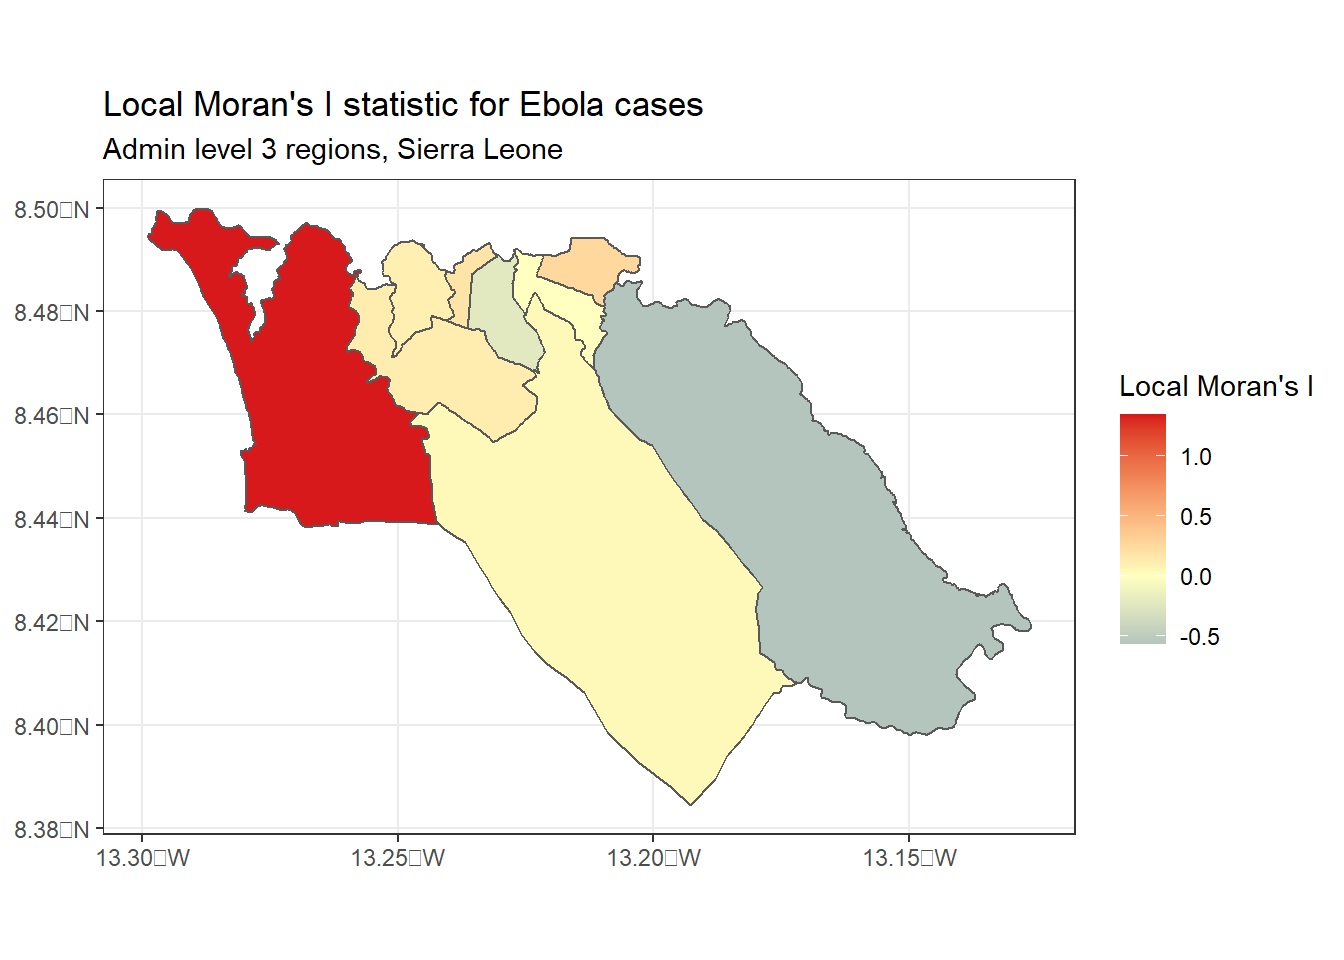 Local Moran's I statistic for Ebola cases
Admin level 3 regions, Sierra Leone
8.50□N
8.48□N
8.46□N
8.44□N
8.42□N
8.40□N
8.38□N
13.30□W
13.25□W
13.20□W
13.15□W
Local Moran's I
1.0
0.5
0.0
-0.5